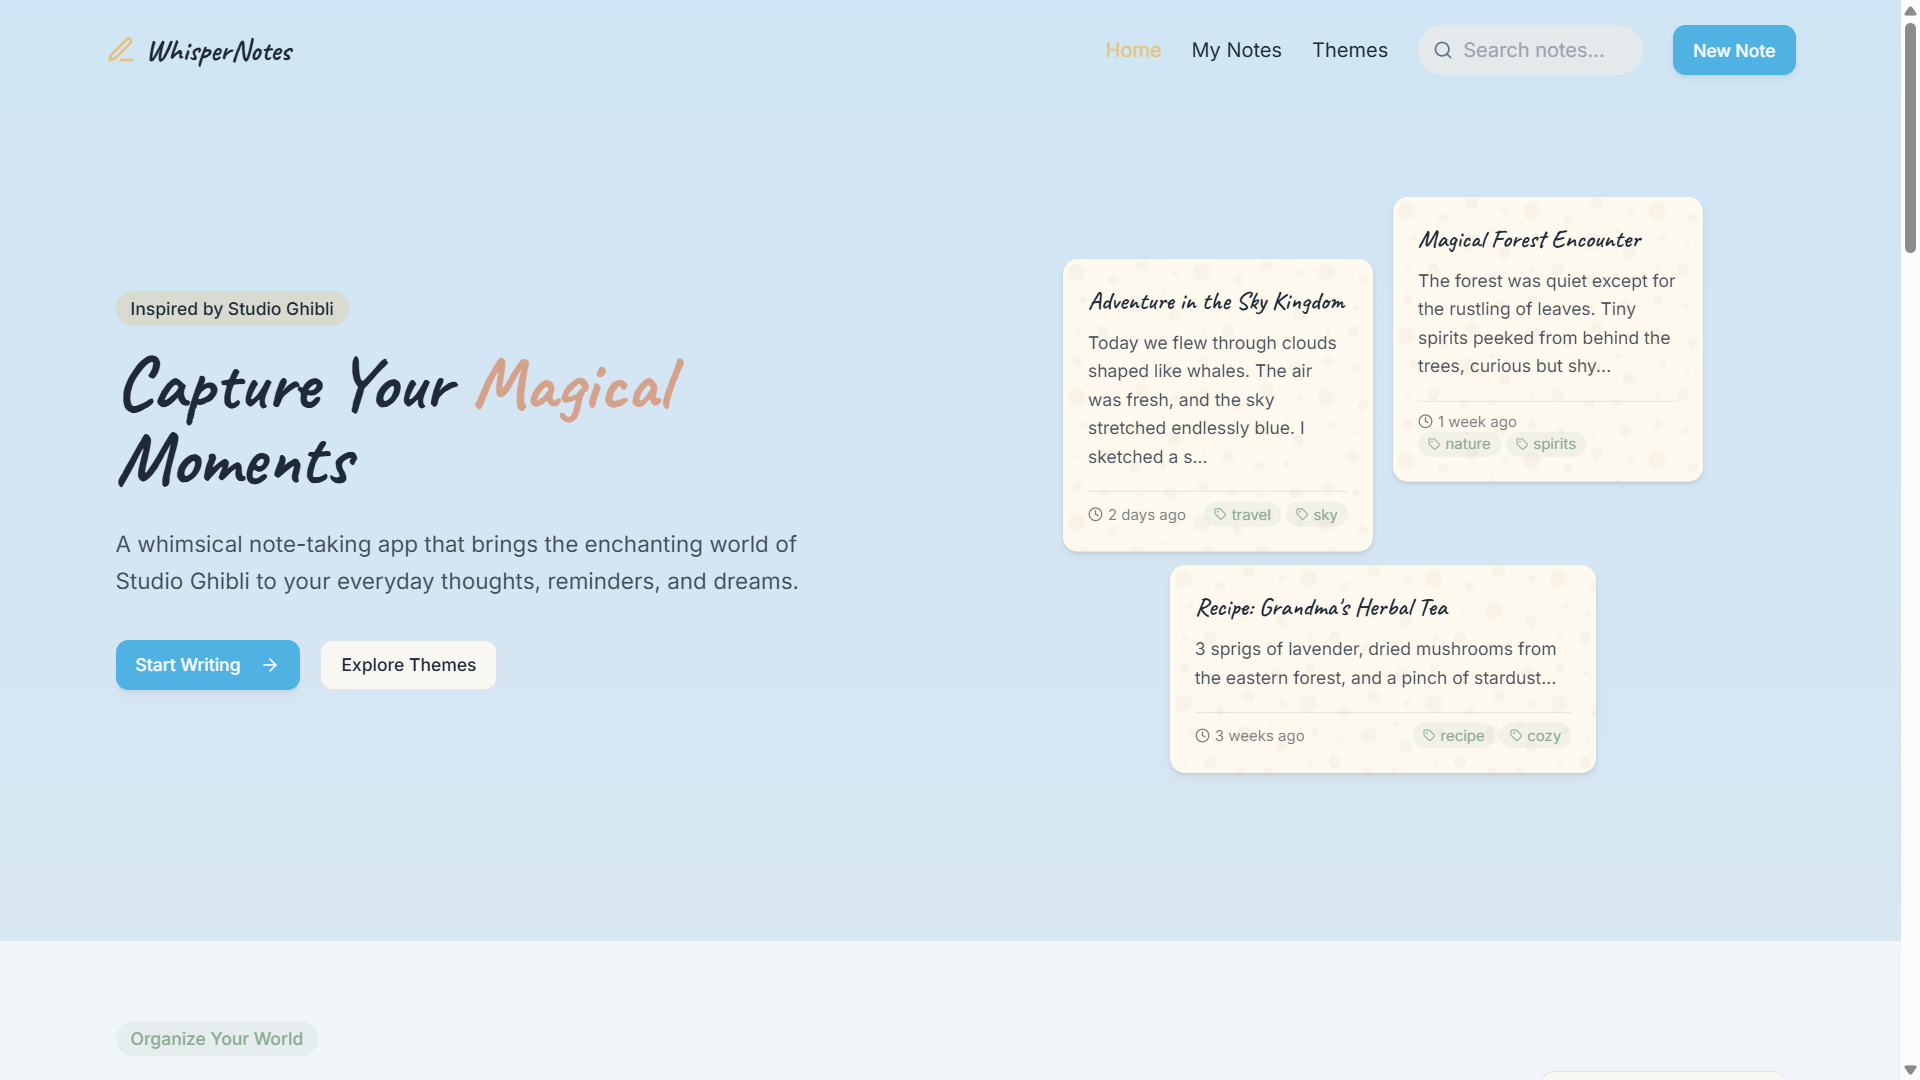 WhisperNotes
Home
My Notes
Themes
Search notes...
New Note
Inspired by Studio Ghibli
Capture Your Magical
Moments
A whimsical note-taking app that brings the enchanting world of
Studio Ghibli to your everyday thoughts, reminders, and dreams.
Start Writing
Explore Themes
Adventure in the Sky Kingdom
Today we flew through clouds
shaped like whales. The air
was fresh, and the sky
stretched endlessly blue. I
sketched a s...
2 days ago
travel
sky
Magical Forest Encounter
The forest was quiet except for
the rustling of leaves. Tiny
spirits peeked from behind the
trees, curious but shy...
1 week ago
nature
spirits
Recipe: Grandma's Herbal Tea
3 sprigs of lavender, dried mushrooms from
the eastern forest, and a pinch of stardust...
3 weeks ago
recipe
cozy
Organize Your World